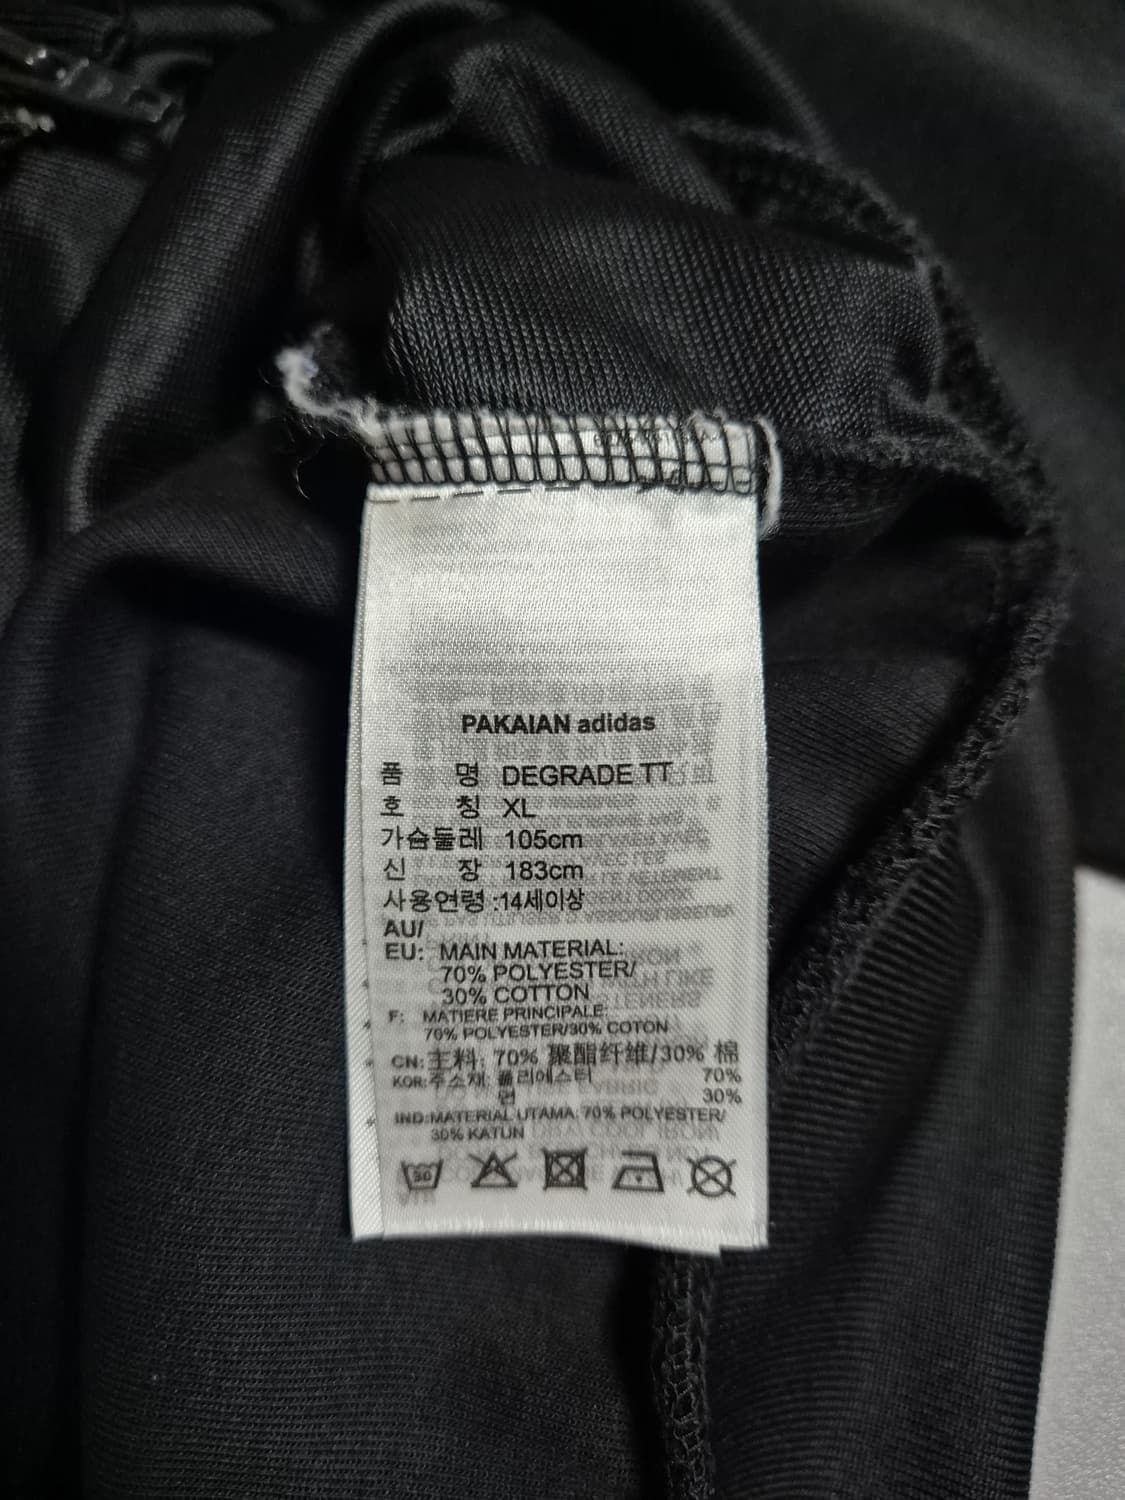 PAKAIAN adidas
품 명 DEGRADE TT
호 칭 XL
가슴둘레 105cm
신 장 183cm
사용연령 :14세이상
AU/
EU: MAIN MATERIAL:
70% POLYESTER/
30% COTTON
F: MATIERE PRINCIPALE:
70% POLYESTER/30% COTON
CN: 主料: 70% 聚酯纤维/30% 棉
KOR:주소재: 폴리에스터 70%
면 30%
IND:MATERIAL UTAMA: 70% POLYESTER/
30% KATUN
30